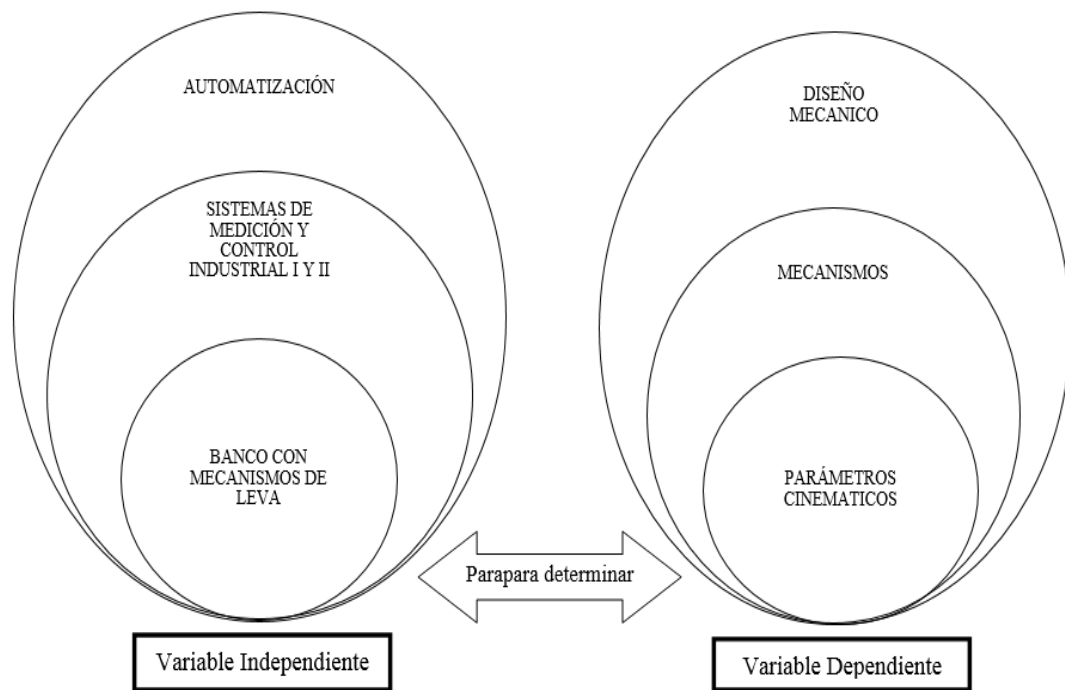 AUTOMATIZACIÓN
SISTEMAS DE
MEDICIÓN Y
CONTROL
INDUSTRIAL I Y II
BANCO CON
MECANISMOS DE
LEVA
Variable Independiente
Parapara determinar
DISEÑO
MECANICO
MECANISMOS
PARÁMETROS
CINEMATICOS
Variable Dependiente